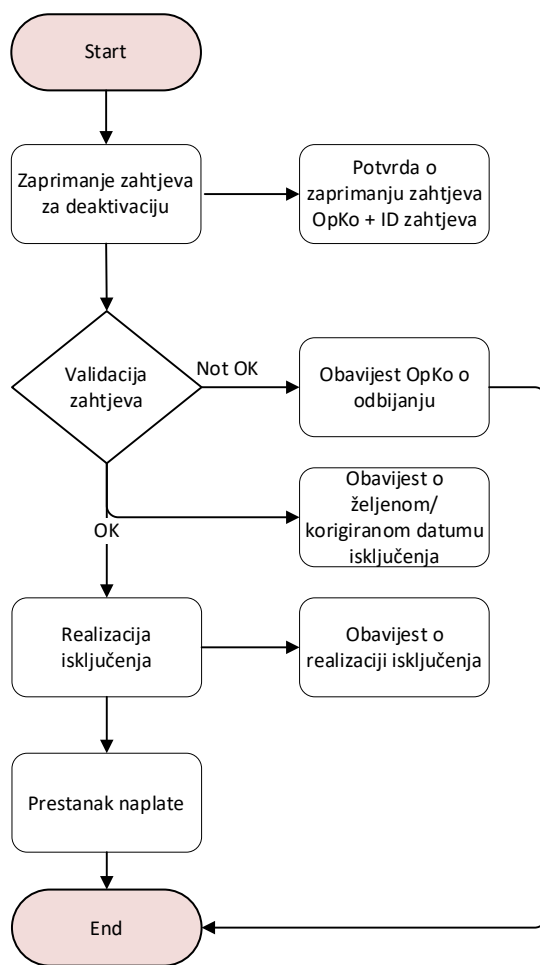 Start
Zaprimanje zahtjeva
za deaktivaciju
Potvrda o
zaprimanju zahtjeva
OpKo + ID zahtjeva
Validacija
zahtjeva
Not OK
Obavijest OpKo o
odbijanju
OK
Obavijest o
željenom/
korigiranom datumu
isključenja
Realizacija
isključenja
Obavijest o
realizaciji isključenja
Prestanak naplate
End